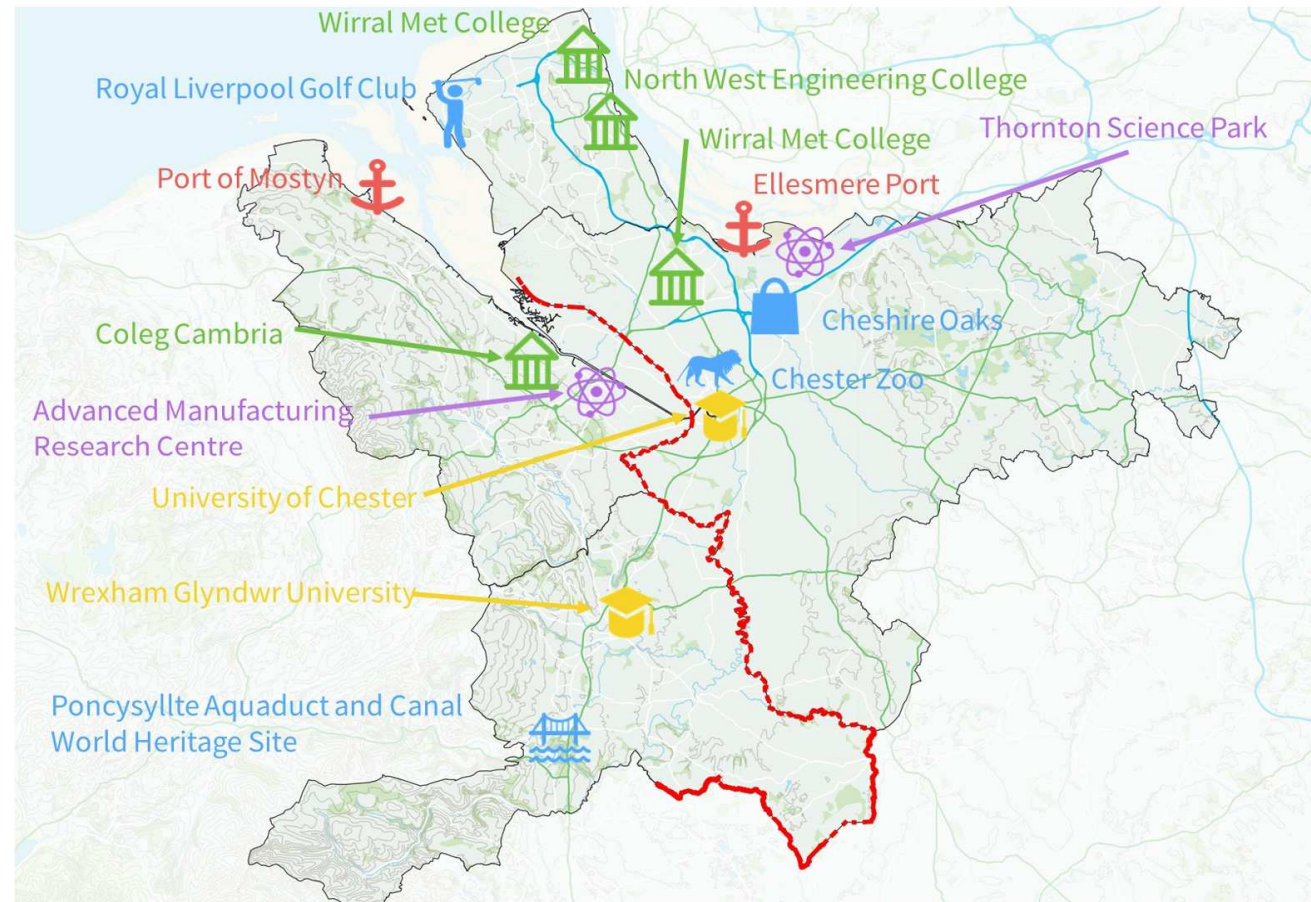 Wirral Met College
Royal Liverpool Golf Club
North West Engineering College
Thornton Science Park
Wirral Met College
Port of Mostyn
Ellesmere Port
Coleg Cambria
Cheshire Oaks
Chester Zoo
Advanced Manufacturing
Research Centre
University of Chester
Wrexham Glyndwr University
Poncysyllte Aquaduct and Canal
World Heritage Site